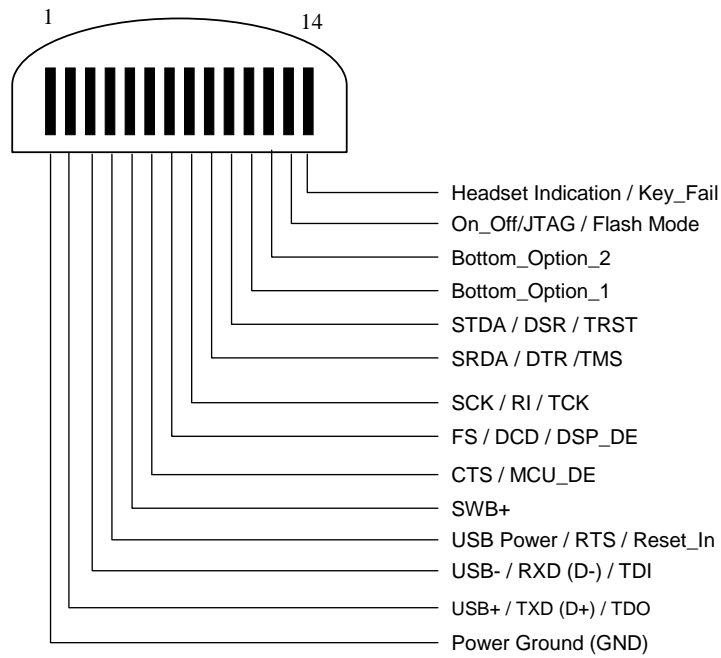 1
14
Headset Indication / Key_Fail
On_Off/JTAG / Flash Mode
Bottom_Option_2
Bottom_Option_1
STDA / DSR / TRST
SRDA / DTR /TMS
SCK / RI / TCK
FS / DCD / DSP_DE
CTS / MCU_DE
SWB+
USB Power / RTS / Reset_In
USB- / RXD (D-) / TDI
USB+ / TXD (D+) / TDO
Power Ground (GND)